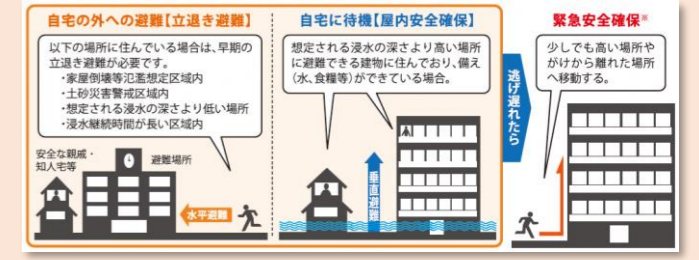 自宅の外への避難【立退き避難】
以下の場所に住んでいる場合は、早期の
立退き避難が必要です。
・家屋倒壊等氾濫想定区域内
・土砂災害警戒区域内
・想定される浸水の深さより低い場所
・浸水継続時間が長い区域内
安全な親戚・
知人宅等
避難場所
水平避難
自宅に待機【屋内安全確保】
想定される浸水の深さより高い場所
に避難できる建物に住んでおり、備え
(水、食糧等)ができている場合。
垂直避難
逃げ遅れたら
緊急安全確保※
少しでも高い場所や
がけから離れた場所
へ移動する。